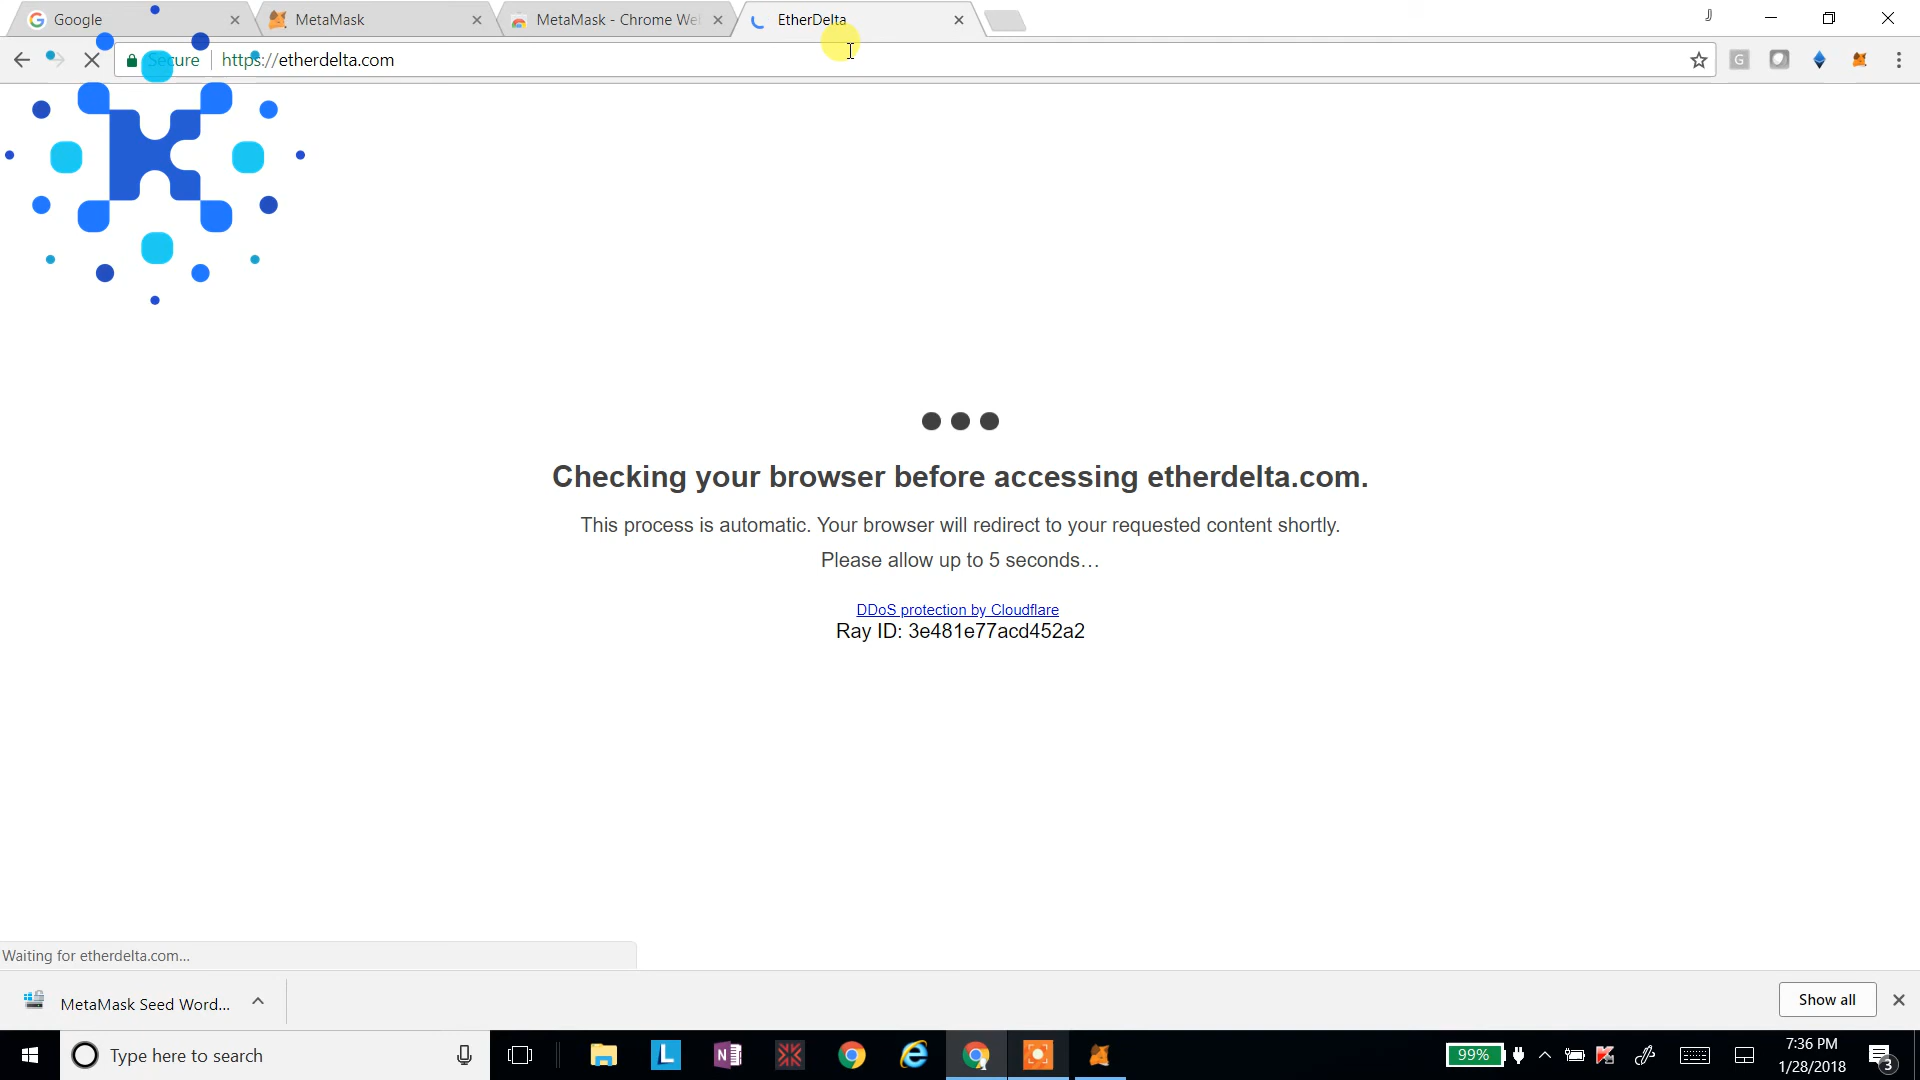 Google
MetaMask
MetaMask - Chrome We
EtherDelta
Secure
https://etherdelta.com
Checking your browser before accessing etherdelta.com.
This process is automatic. Your browser will redirect to your requested content shortly.
Please allow up to 5 seconds…
DDoS protection by Cloudflare
Ray ID: 3e481e77acd452a2
Waiting for etherdelta.com...
MetaMask Seed Word...
Show all
Type here to search
99%
7:36 PM
1/28/2018
3